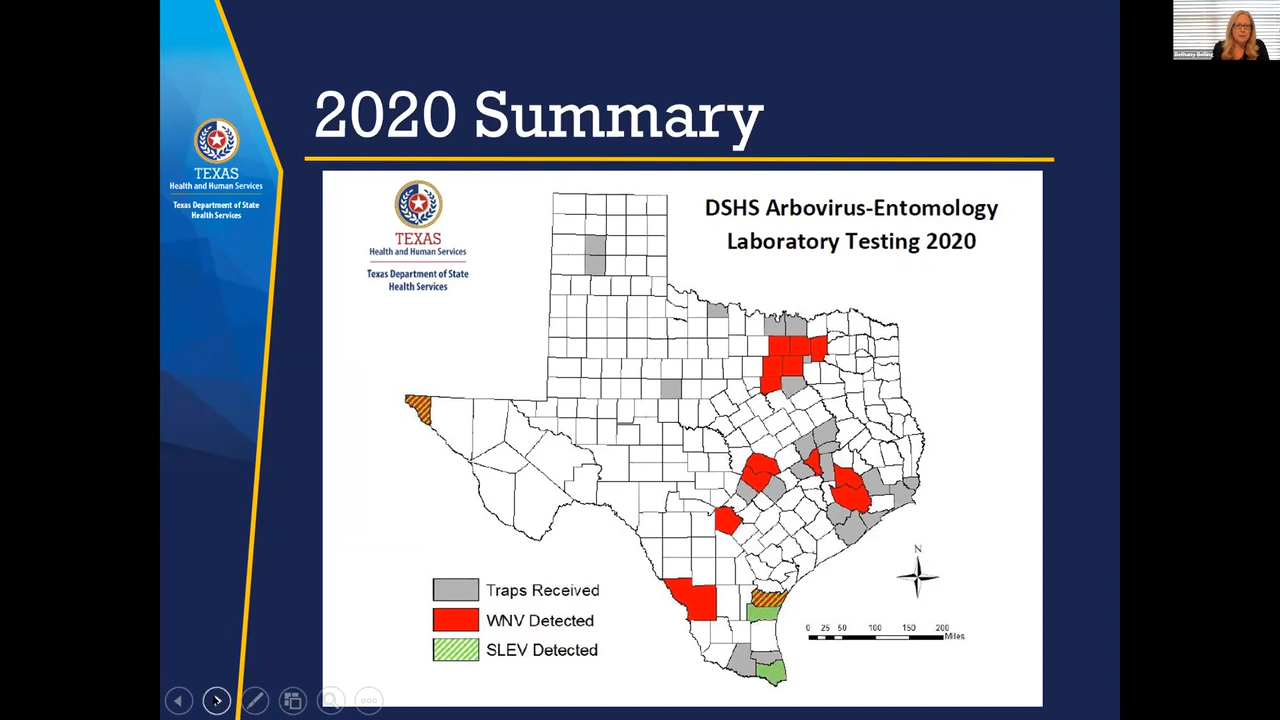 2020 Summary
TEXAS
Health and Human Services
Texas Department of State
Health Services
TEXAS
Health and Human Services
Texas Department of State
Health Services
DSHS Arbovirus-Entomology
Laboratory Testing 2020
Traps Received
WNV Detected
SLEV Detected
N
0 25 50 100 150 200
Miles